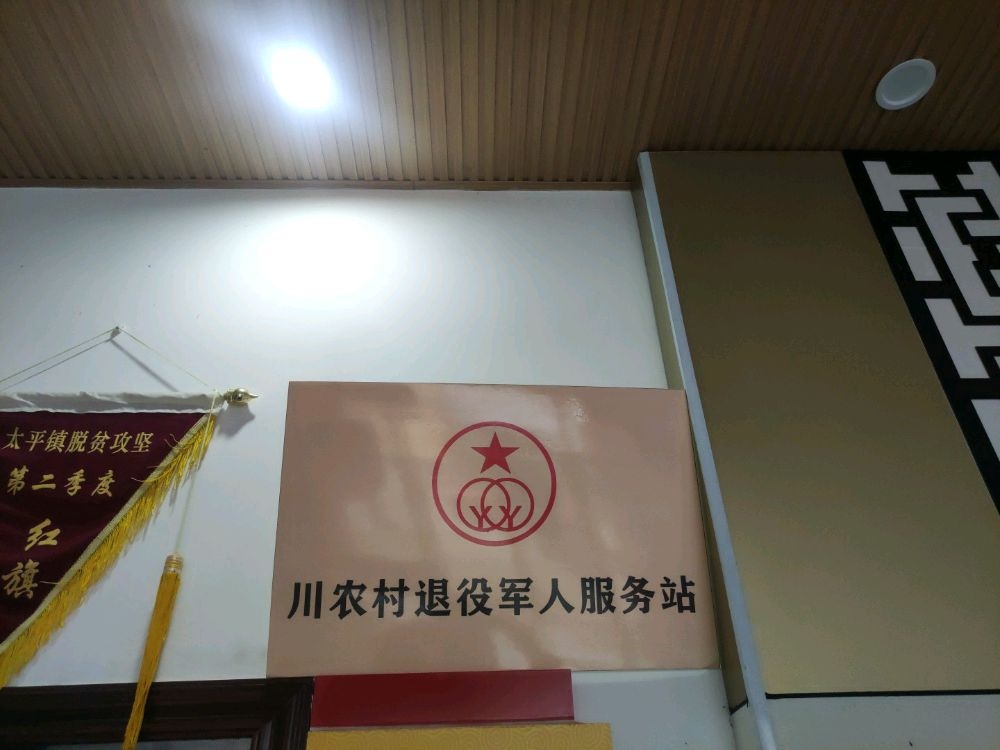 太平镇脱贫攻坚
第二季度
红
旗
川农村退役军人服务站